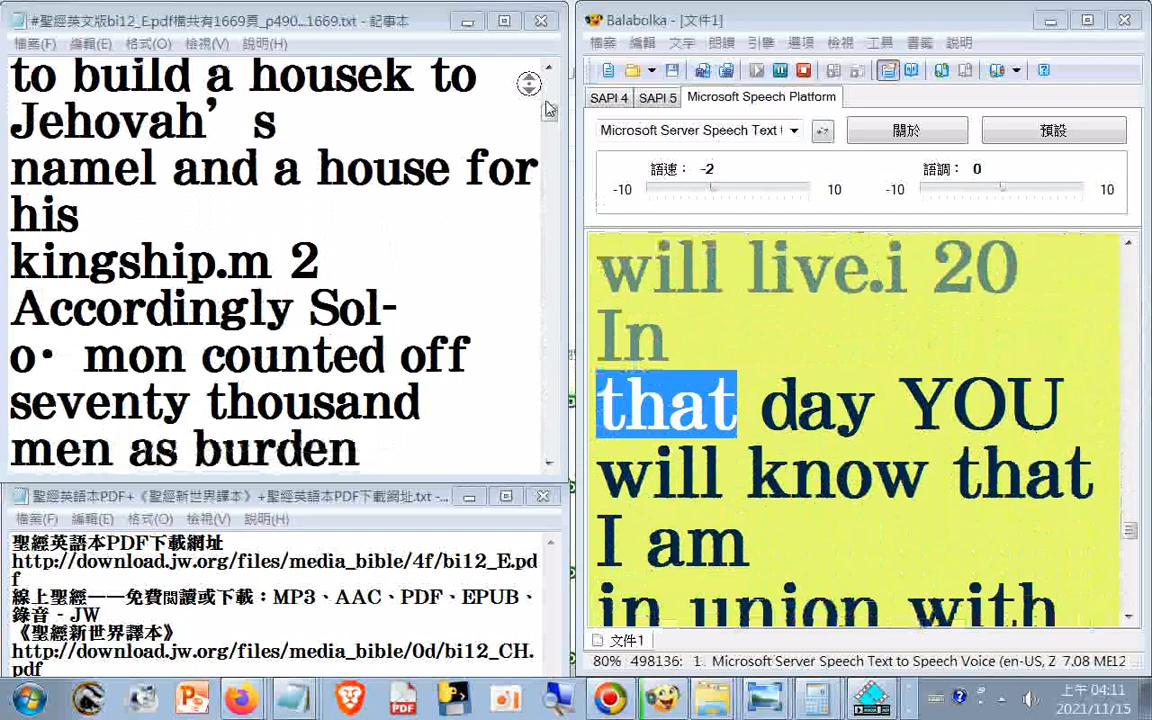 #聖經英文版bi12_E.pdf檔共有1669頁_p490...1669.txt - 記事本
檔案(F) 編輯(E) 格式(O) 檢視(V) 說明(H)
to build a housek to
Jehovah’s
namel and a house for
his
kingship.m 2
Accordingly Sol-
o·mon counted off
seventy thousand
men as burden
聖經英語本PDF+《聖經新世界譯本》+聖經英語本PDF下載網址.txt -...
檔案(F) 編輯(E) 格式(O) 檢視(V) 說明(H)
聖經英語本PDF下載網址
http://download.jw.org/files/media_bible/4f/bi12_E.pd
f
線上聖經——免費閱讀或下載：MP3、AAC、PDF、EPUB、
錄音 - JW
《聖經新世界譯本》
http://download.jw.org/files/media_bible/0d/bi12_CH.
pdf
Balabolka - [文件1]
檔案 編輯 文字 朗讀 引擎 選項 檢視 工具 書籤 說明
SAPI 4 SAPI 5 Microsoft Speech Platform
Microsoft Server Speech Text 關於 預設
語速： -2 語調： 0
-10 10 -10 10
will live.i 20
In
that day YOU
will know that
I am
in union with
文件1
80% 498136: 1. Microsoft Server Speech Text to Speech Voice (en-US, Z 7.08 ME12
PDF
上午 04:11
2021/11/15